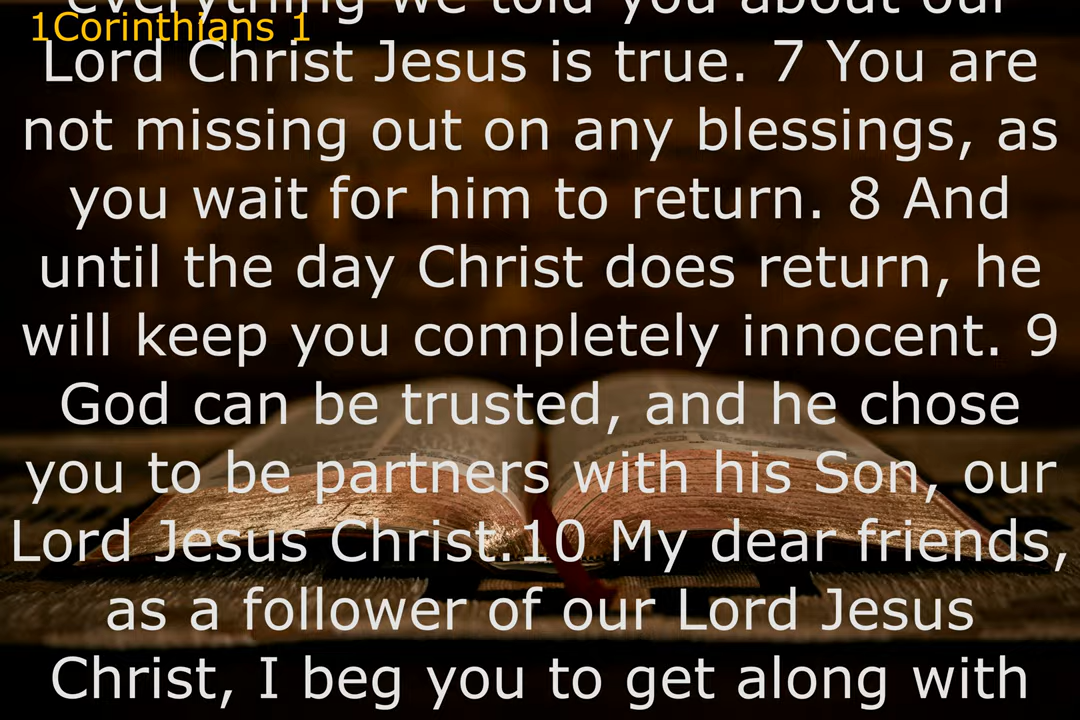 everything we told you about our
1Corinthians 1
Lord Christ Jesus is true. 7 You are
not missing out on any blessings, as
you wait for him to return. 8 And
until the day Christ does return, he
will keep you completely innocent. 9
God can be trusted, and he chose
you to be partners with his Son, our
Lord Jesus Christ.10 My dear friends,
as a follower of our Lord Jesus
Christ, I beg you to get along with